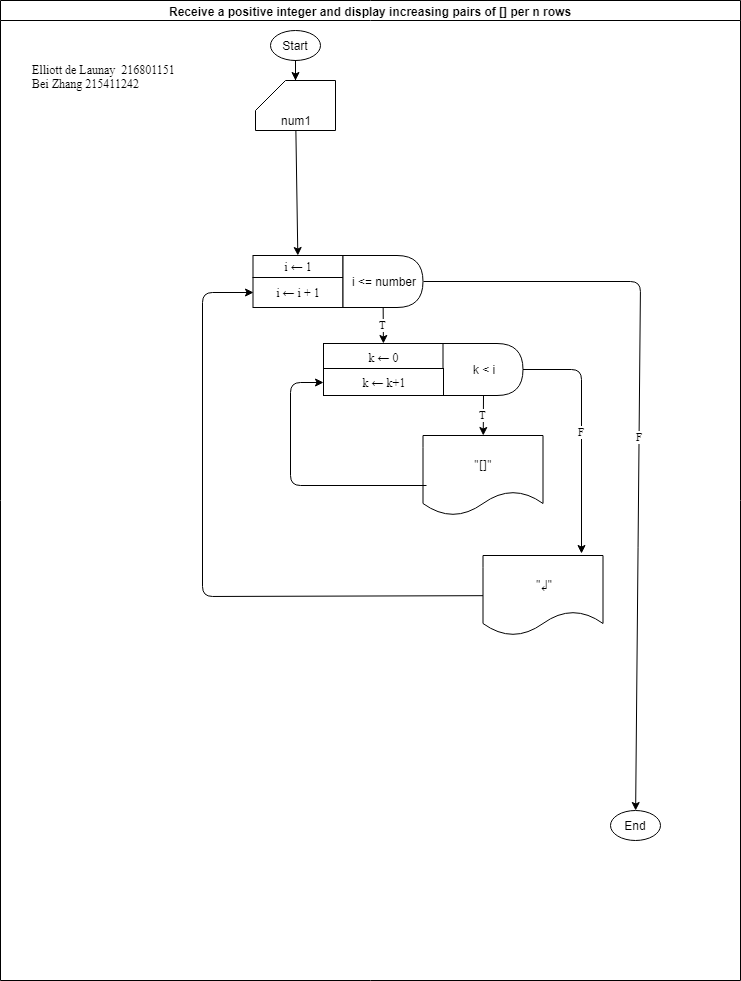 Receive a positive integer and display increasing pairs of [] per n rows
Start
Elliott de Launay  216801151
Bei Zhang 215411242
num1
i ← 1
i <= number
i ← i + 1
T
k ← 0
k < i
k ← k+1
T
F
F
"[]"
"↲"
End